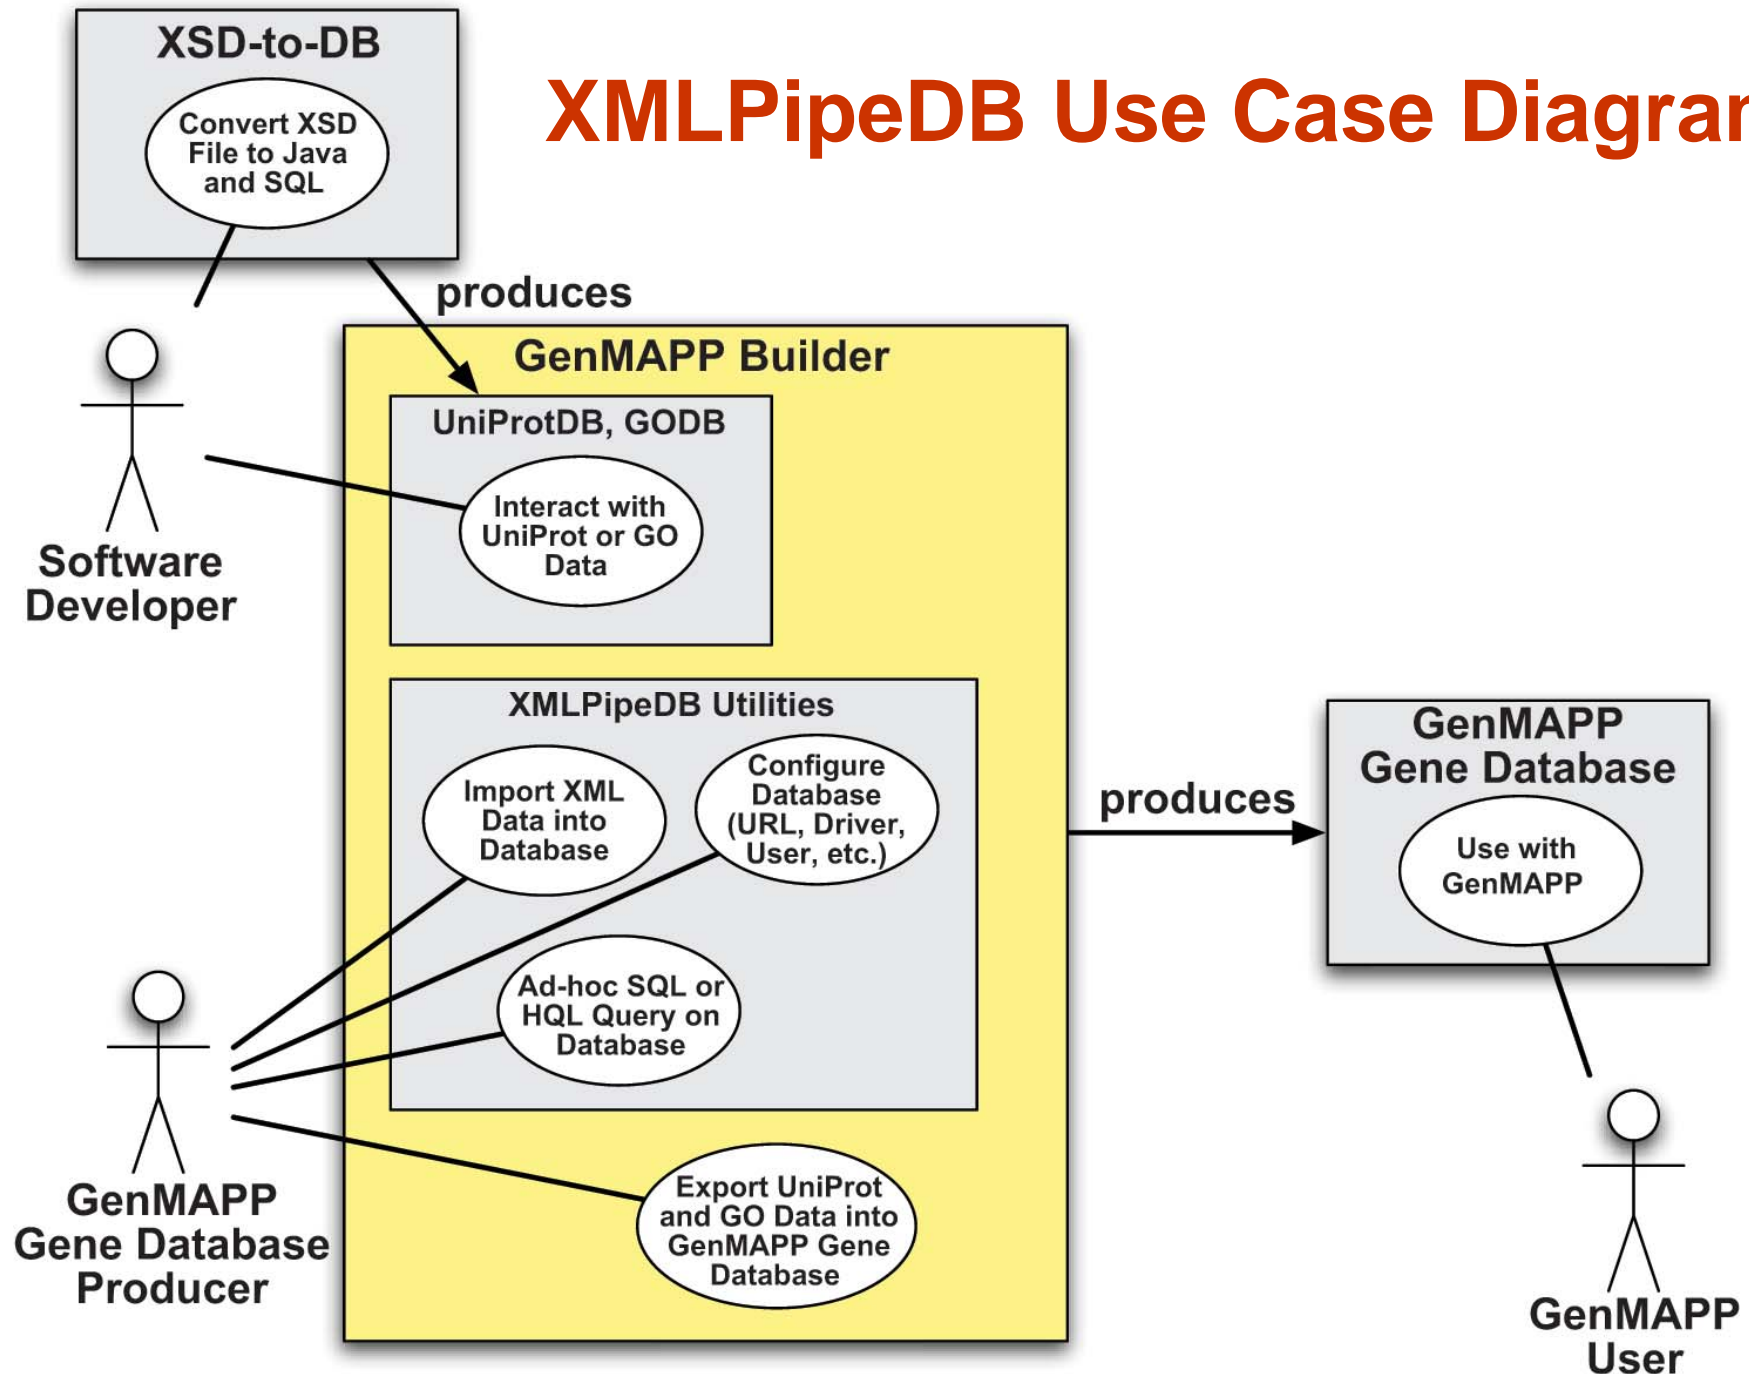 XSD-to-DB
Convert XSD
File to Java
and SQL
XMLPipeDB Use Case Diagram
produces
GenMAPP Builder
UniProtDB, GODB
Interact with
UniProt or GO
Data
Software
Developer
XMLPipeDB Utilities
Import XML
Data into
Database
Configure
Database
(URL, Driver,
User, etc.)
Ad-hoc SQL or
HQL Query on
Database
produces
GenMAPP
Gene Database
Use with
GenMAPP
GenMAPP
Gene Database
Producer
Export UniProt
and GO Data into
GenMAPP Gene
Database
GenMAPP
User